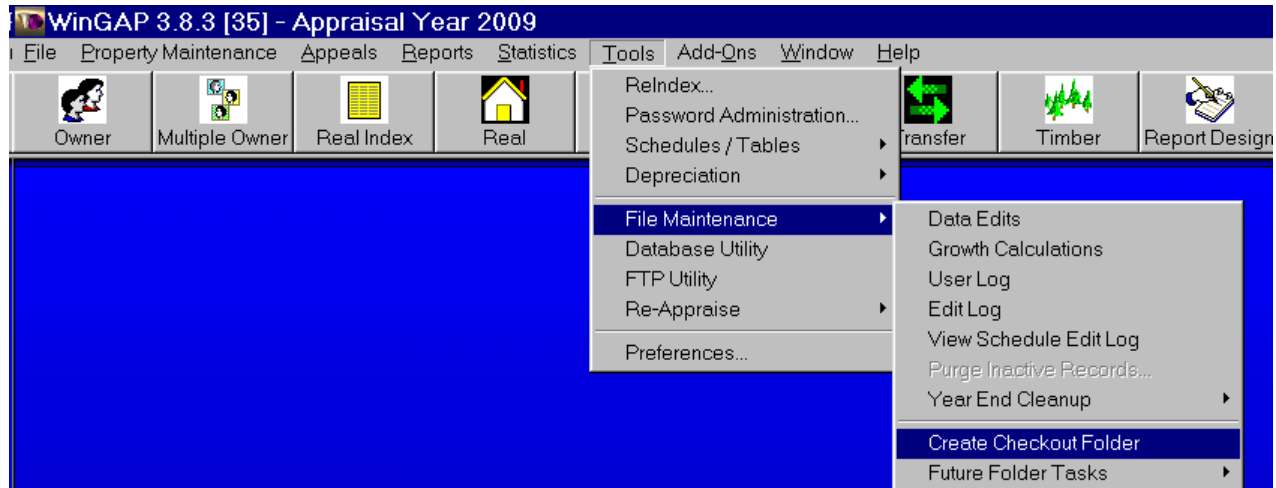 WinGAP 3.8.3 [35] - Appraisal Year 2009
File Property Maintenance Appeals Reports Statistics Tools Add-Ons Window Help
Owner Multiple Owner Real Index Real Transfer Timber Report Design
ReIndex...
Password Administration...
Schedules / Tables
Depreciation
File Maintenance
Database Utility
FTP Utility
Re-Appraise
Preferences...
Data Edits
Growth Calculations
User Log
Edit Log
View Schedule Edit Log
Purge Inactive Records...
Year End Cleanup
Create Checkout Folder
Future Folder Tasks